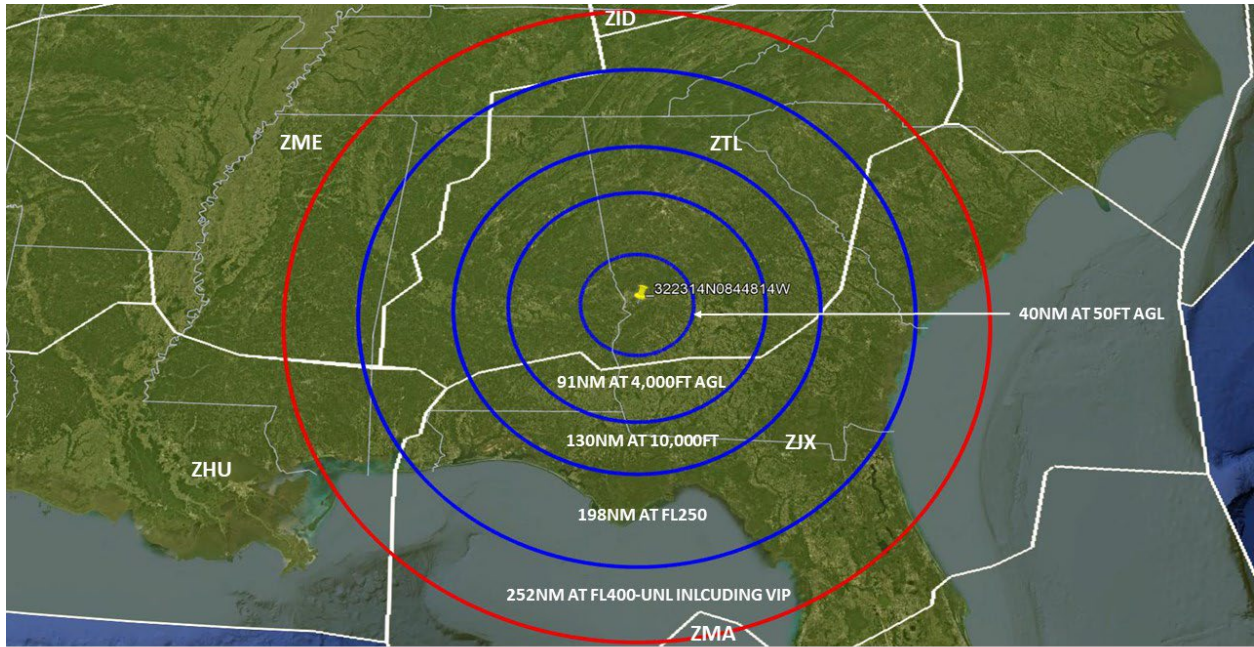 ZID
ZME
ZTL
_322314N0844814W
40NM AT 50FT AGL
91NM AT 4,000FT AGL
130NM AT 10,000FT
ZJX
ZHU
198NM AT FL250
252NM AT FL400-UNL INLCUDING VIP
ZMA